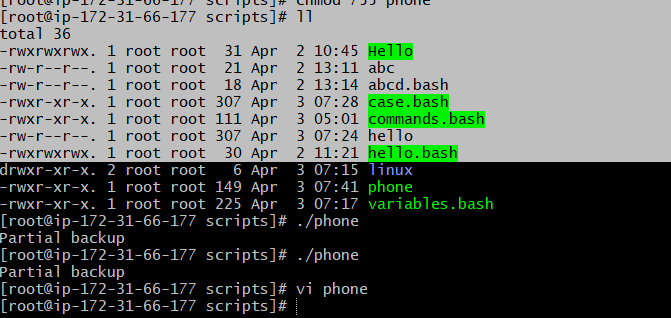 [root@ip-172-31-66-177 scripts]# chmod 755 phone
[root@ip-172-31-66-177 scripts]# ll
total 36
-rwxrwxrwx. 1 root root  31 Apr  2 10:45 Hello
-rw-r--r--. 1 root root  21 Apr  2 13:11 abc
-rw-r--r--. 1 root root  18 Apr  2 13:14 abcd.bash
-rwxr-xr-x. 1 root root 307 Apr  3 07:28 case.bash
-rwxr-xr-x. 1 root root 111 Apr  3 05:01 commands.bash
-rw-r--r--. 1 root root 307 Apr  3 07:24 hello
-rwxrwxrwx. 1 root root  30 Apr  2 11:21 hello.bash
drwxr-xr-x. 2 root root   6 Apr  3 07:15 linux
-rwxr-xr-x. 1 root root 149 Apr  3 07:41 phone
-rwxr-xr-x. 1 root root 225 Apr  3 07:17 variables.bash
[root@ip-172-31-66-177 scripts]# ./phone
Partial backup
[root@ip-172-31-66-177 scripts]# ./phone
Partial backup
[root@ip-172-31-66-177 scripts]# vi phone
[root@ip-172-31-66-177 scripts]#